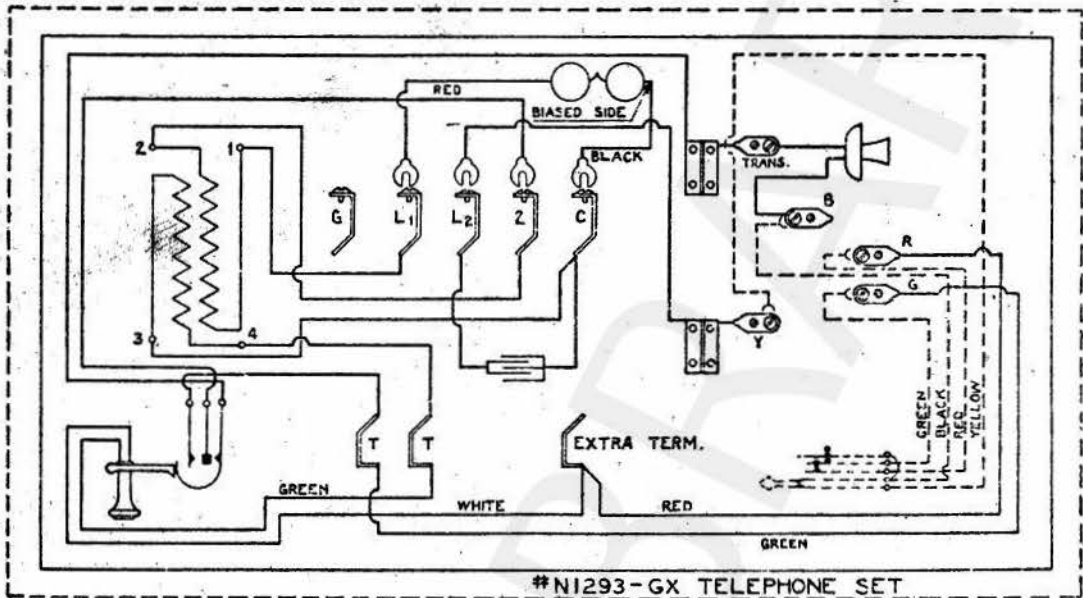 RED
BIASED SIDE
BLACK
2
1
TRANS.
G
L1
L2
2
C
B
R
G
3
4
Y
GREEN
BLACK
RED
YELLOW
T
T
EXTRA TERM.
GREEN
WHITE
RED
GREEN
#N1293-GX TELEPHONE SET